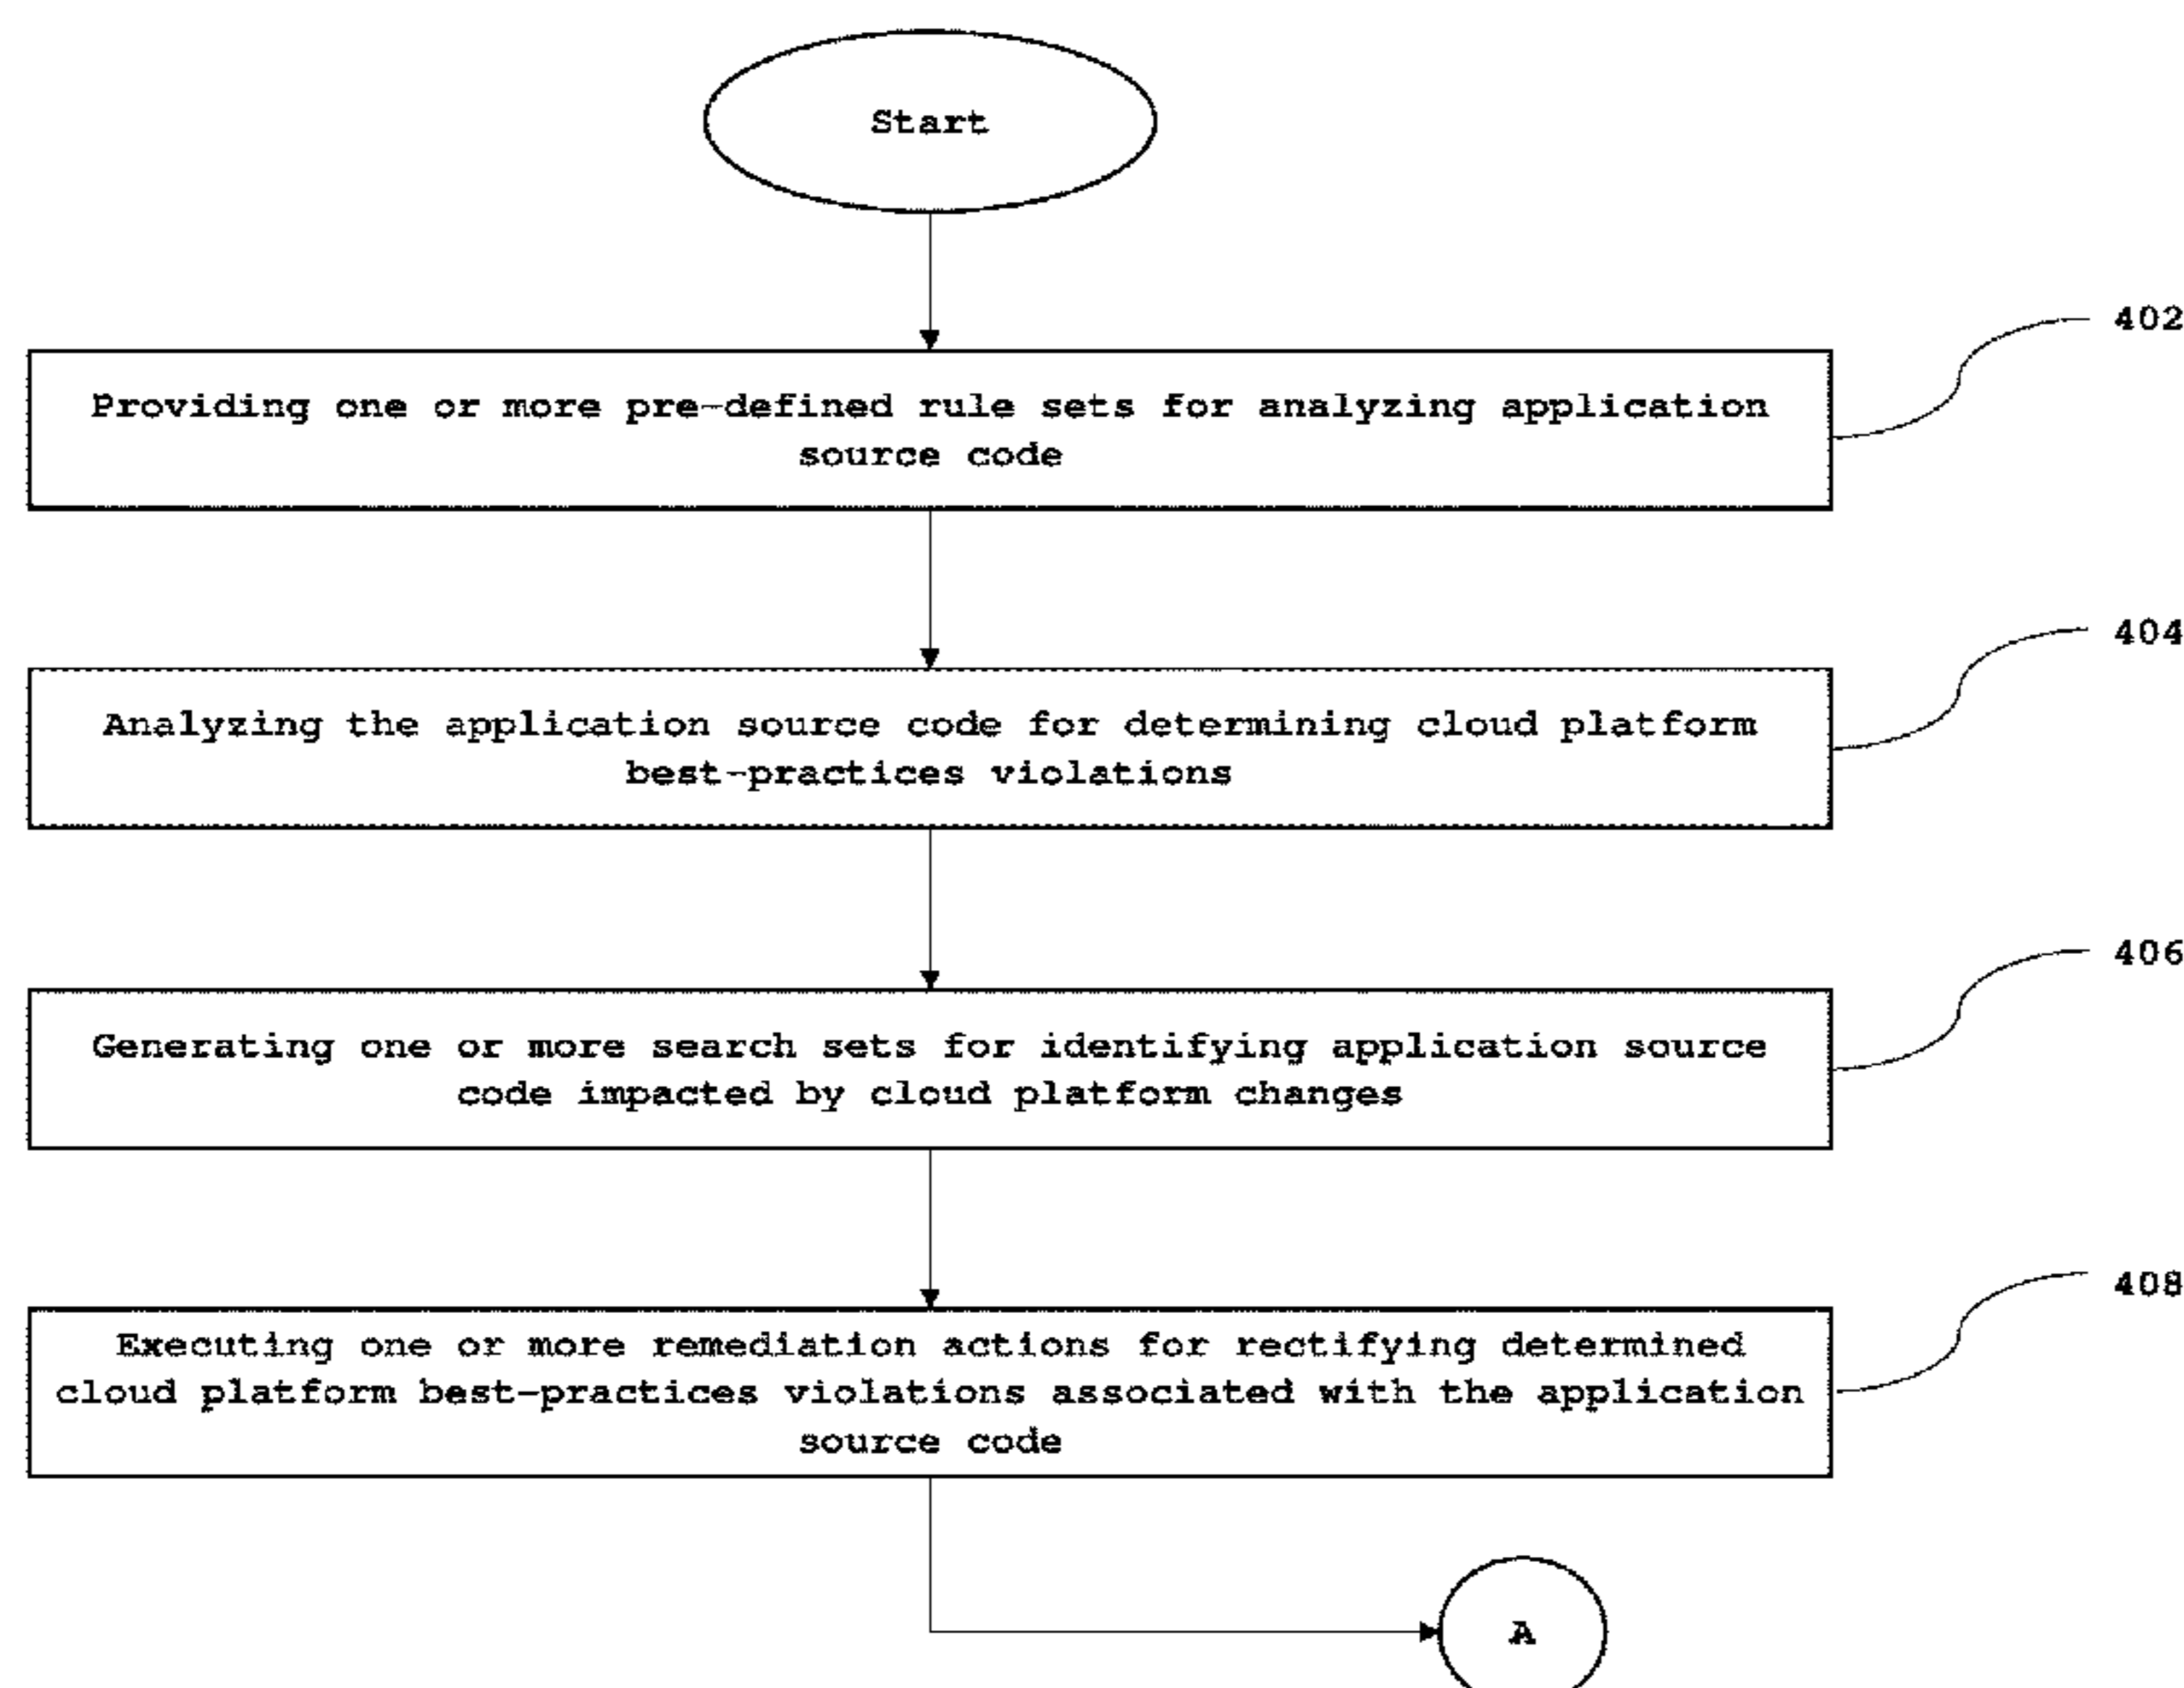 Start
402
Providing one or more pre-defined rule sets for analyzing application
source code
404
Analyzing the application source code for determining cloud platform
best-practices violations
406
Generating one or more search sets for identifying application source
code impacted by cloud platform changes
408
Executing one or more remediation actions for rectifying determined
cloud platform best-practices violations associated with the application
source code
A